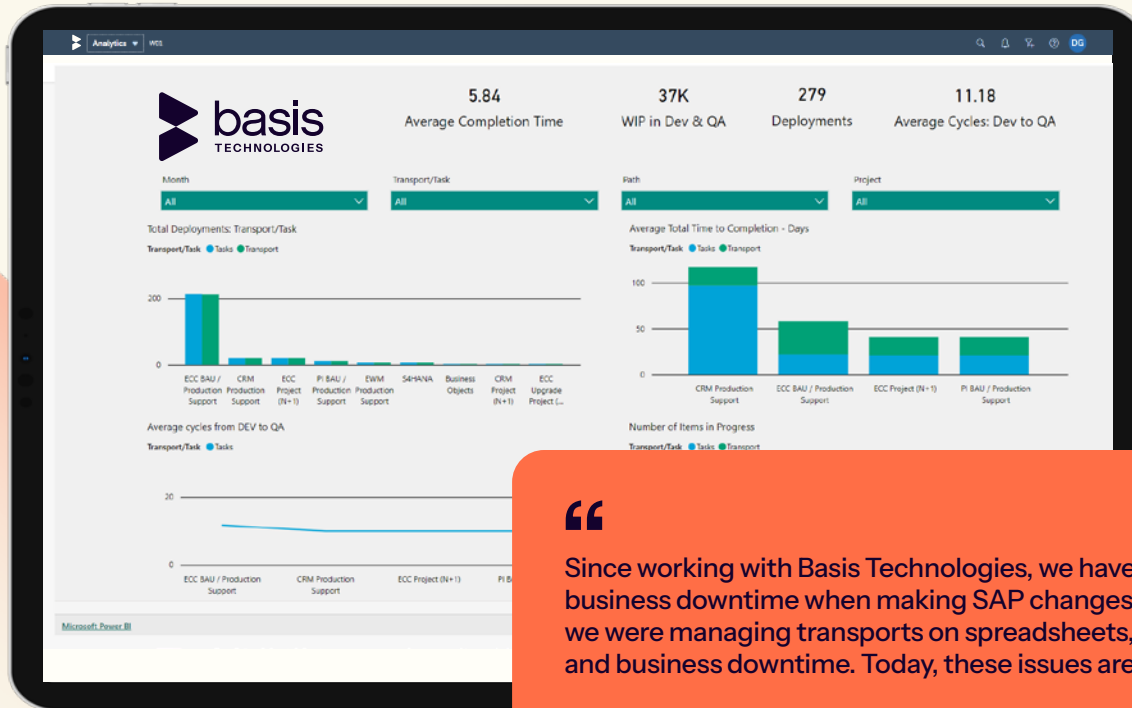 Analytics W01
DG
basis
TECHNOLOGIES
5.84
Average Completion Time
37K
WIP in Dev & QA
279
Deployments
11.18
Average Cycles: Dev to QA
Month
All
Transport/Task
All
Path
All
Project
All
Total Deployments: Transport/Task
Transport/Task Tasks Transport
200
0
ECC BAU / Production Support
CRM Production Support
ECC Project (N+1)
PI BAU / Production Support
EWM Production Support
S4HANA
Business Objects
CRM Project (N+1)
ECC Upgrade Project (...
Average Total Time to Completion - Days
Transport/Task Tasks Transport
100
50
0
CRM Production Support
ECC BAU / Production Support
ECC Project (N+1)
PI BAU / Production Support
Average cycles from DEV to QA
Transport/Task Tasks
20
0
ECC BAU / Production Support
CRM Production Support
ECC Project (N+1)
PI B
Number of Items in Progress
Transport/Task Tasks Transport
Microsoft Power BI
“
Since working with Basis Technologies, we have
business downtime when making SAP changes
we were managing transports on spreadsheets,
and business downtime. Today, these issues are